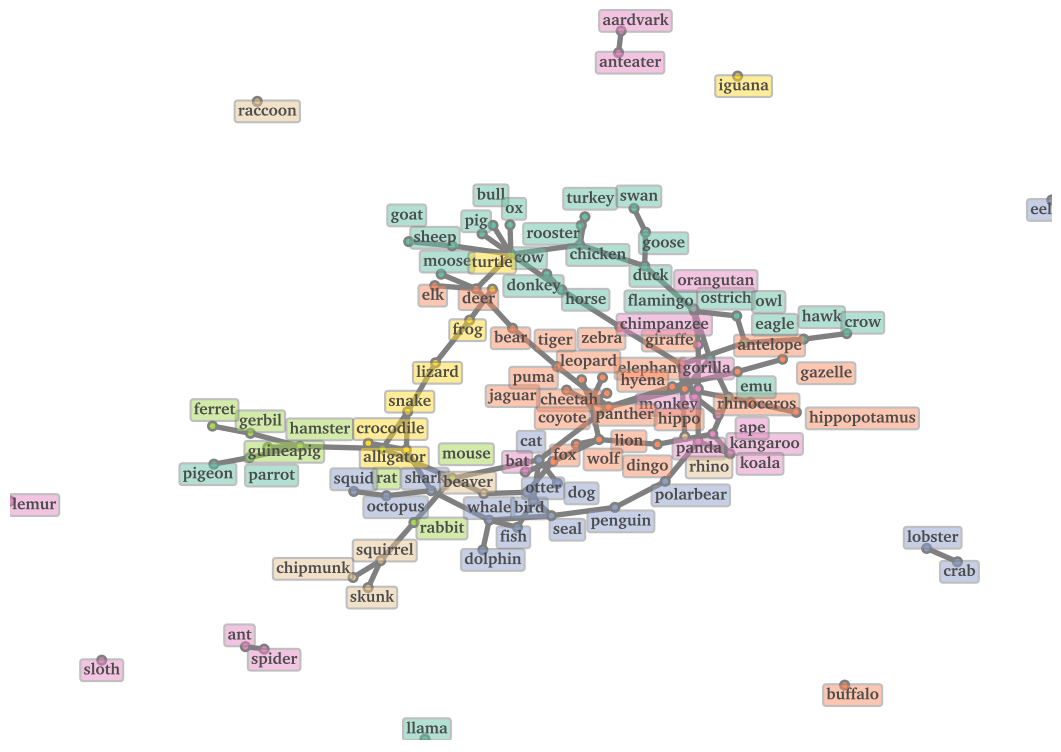 aardvark
anteater
iguana
raccoon
bull
ox
turkey
swan
eel
goat
pig
sheep
rooster
goose
chicken
moose
turtle
cow
duck
orangutan
elk
deer
donkey
horse
flamingo
ostrich
owl
frog
bear
tiger
zebra
chimpanzee
giraffe
eagle
hawk
crow
antelope
lizard
leopard
elephant
gorilla
gazelle
puma
hyena
jaguar
cheetah
emu
snake
coyote
panther
monkey
hippo
rhinoceros
hippopotamus
ferret
gerbil
hamster
crocodile
cat
lion
ape
guineapig
alligator
mouse
bat
fox
wolf
panda
kangaroo
pigeon
parrot
squid
rat
shark
beaver
otter
dog
dingo
rhino
koala
lemur
octopus
whale
bird
polarbear
rabbit
fish
seal
penguin
lobster
squirrel
dolphin
chipmunk
crab
skunk
ant
spider
sloth
buffalo
llama